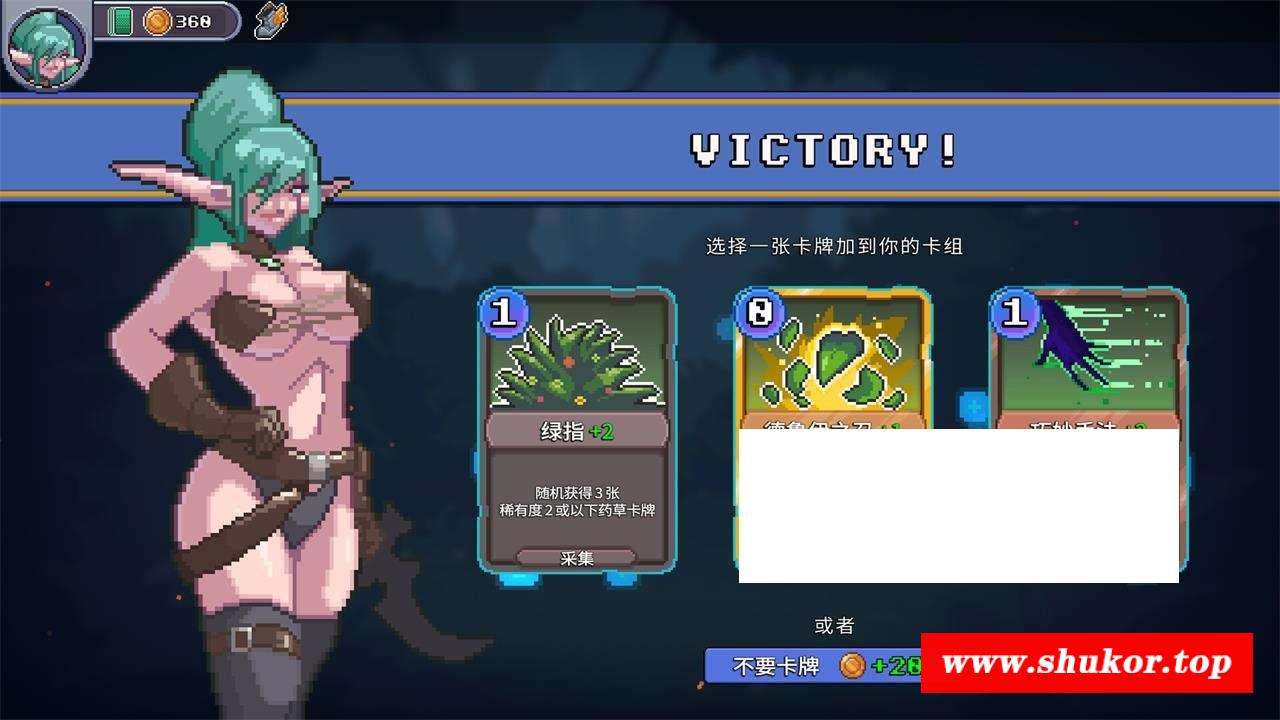 360
VICTORY!
选择一张卡牌加到你的卡组
1
0
1
绿指 +2
随机获得3张
稀有度2或以下药草卡牌
采集
或者
不要卡牌 +20
www.shukor.top